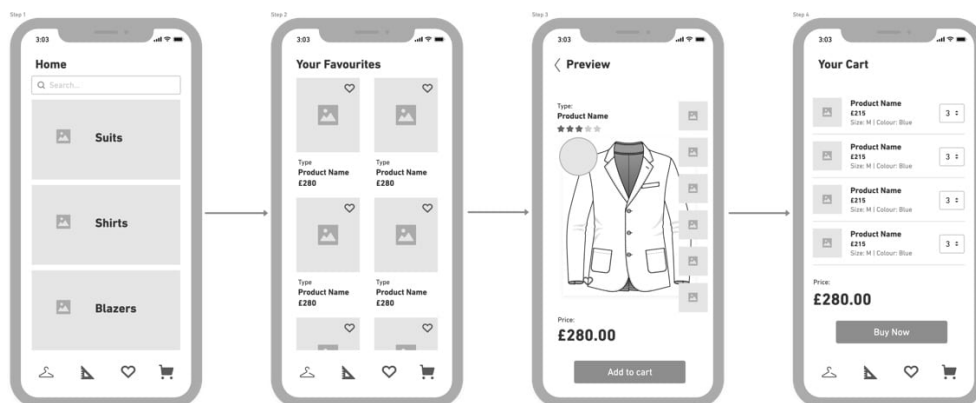 Step 1
3:03
Home
Search...
Suits
Shirts
Blazers
Step 2
3:03
Your Favourites
Type
Product Name
£280
Type
Product Name
£280
Type
Product Name
£280
Type
Product Name
£280
Step 3
3:03
Preview
Type:
Product Name
Price:
£280.00
Add to cart
Step 4
3:03
Your Cart
Product Name
£215
Size: M | Colour: Blue
3
Product Name
£215
Size: M | Colour: Blue
3
Product Name
£215
Size: M | Colour: Blue
3
Product Name
£215
Size: M | Colour: Blue
3
Price:
£280.00
Buy Now